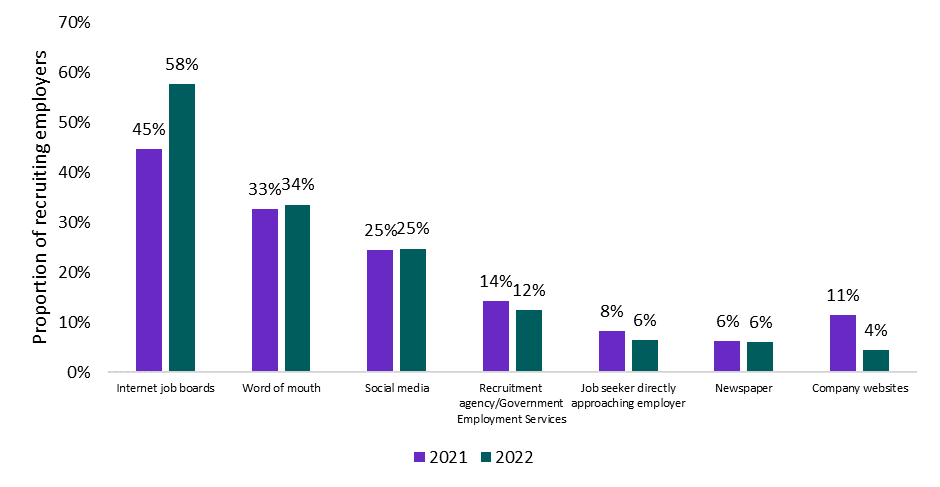 Proportion of recruiting employers
70%
60%
50%
40%
30%
20%
10%
0%
45%
58%
33%
34%
25%
25%
14%
12%
8%
6%
6%
6%
11%
4%
Internet job boards
Word of mouth
Social media
Recruitment
agency/Government
Employment Services
Job seeker directly
approaching employer
Newspaper
Company websites
2021
2022